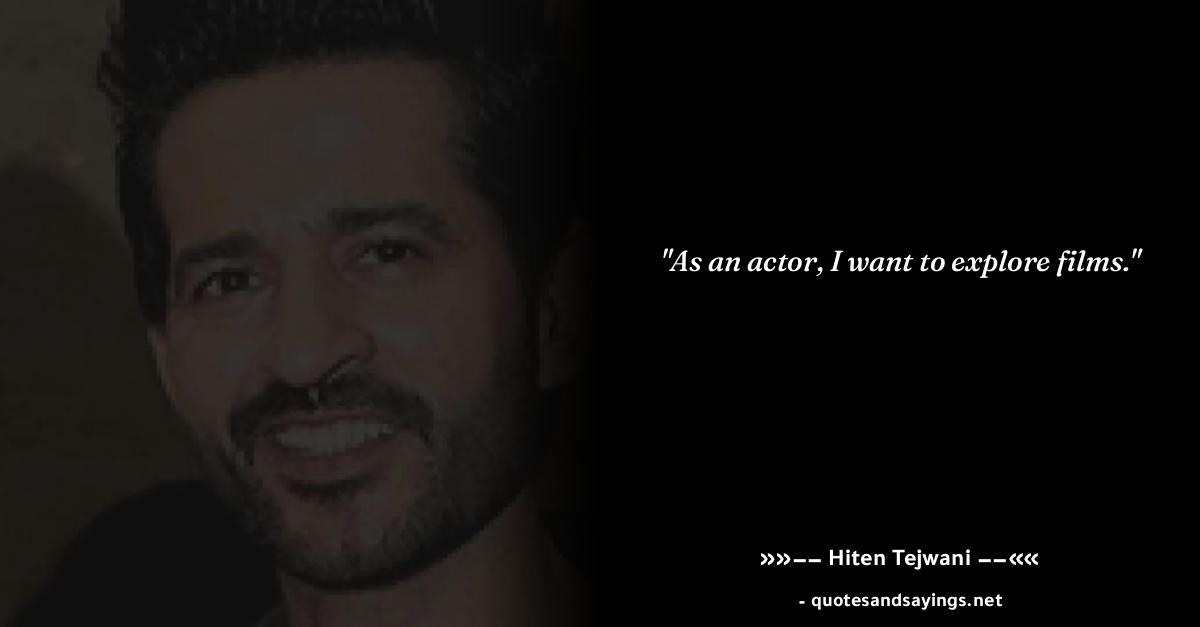 "As an actor, I want to explore films."
»»–– Hiten Tejwani ––««
- quotesandsayings.net